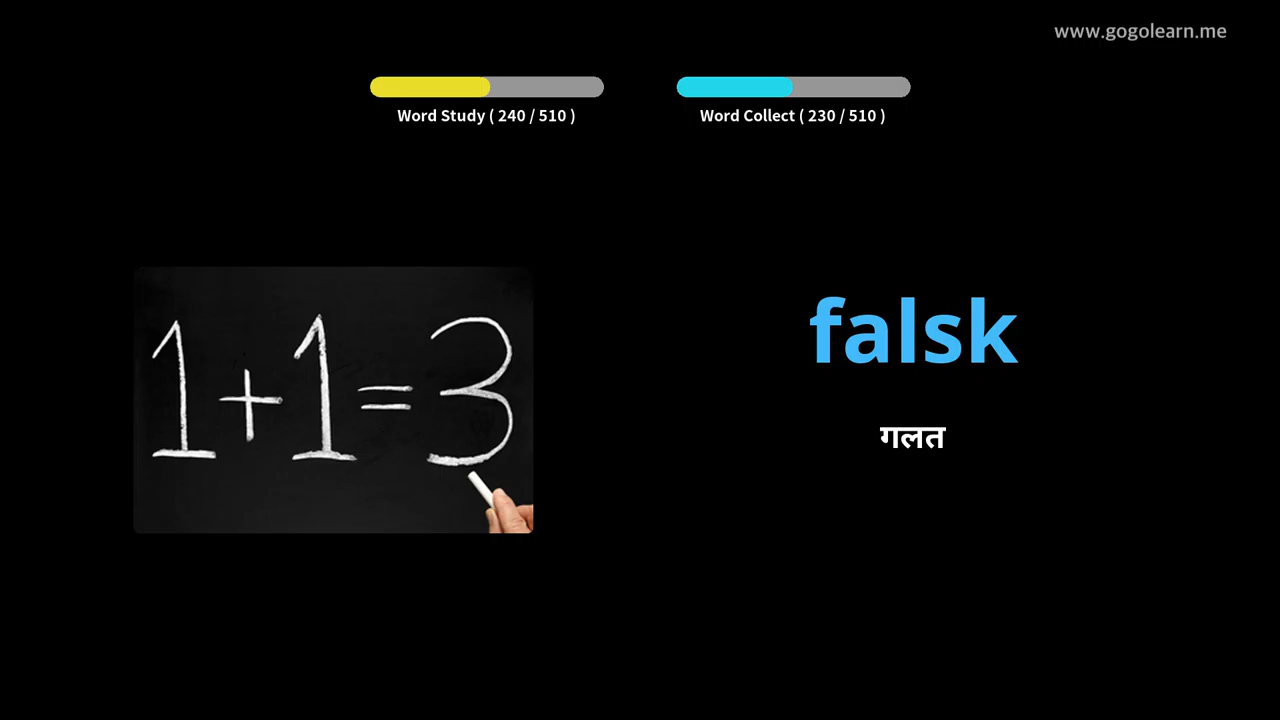 www.gogolearn.me
Word Study ( 240 / 510 )
Word Collect ( 230 / 510 )
1+1=3
falsk
गलत